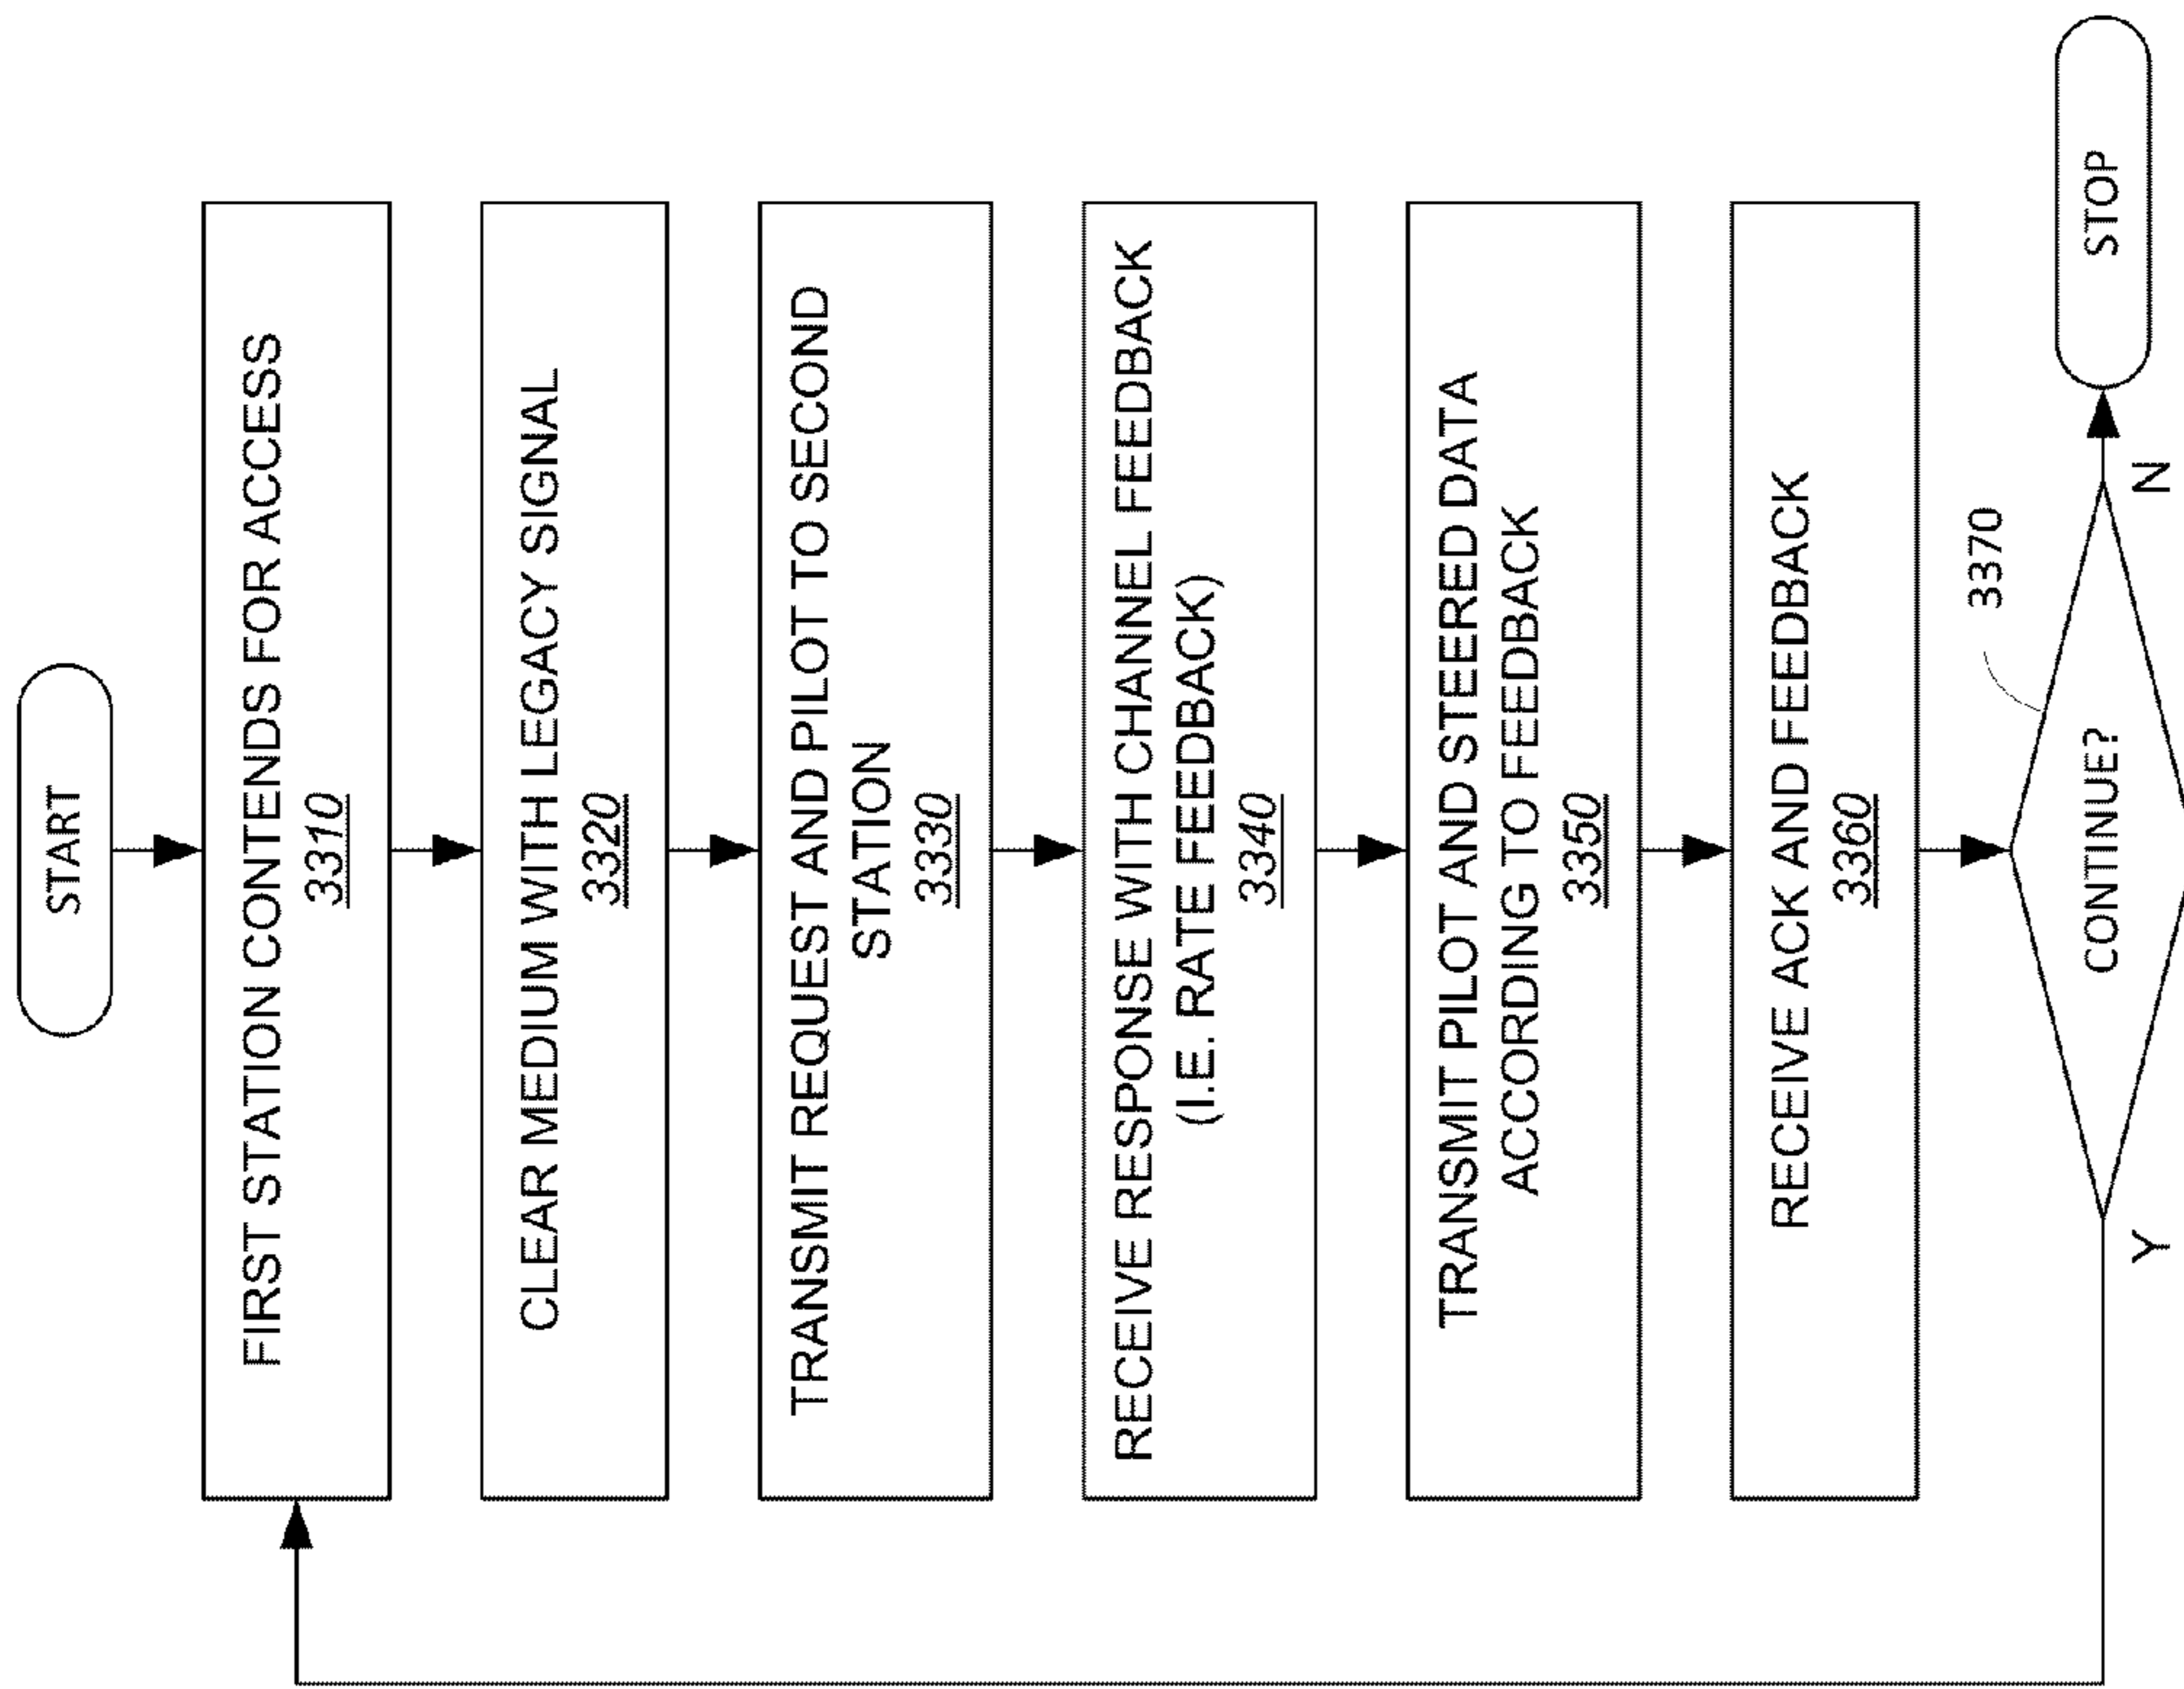 START
FIRST STATION CONTENDS FOR ACCESS
3310
CLEAR MEDIUM WITH LEGACY SIGNAL
3320
TRANSMIT REQUEST AND PILOT TO SECOND
STATION
3330
RECEIVE RESPONSE WITH CHANNEL FEEDBACK
(I.E. RATE FEEDBACK)
3340
TRANSMIT PILOT AND STEERED DATA
ACCORDING TO FEEDBACK
3350
RECEIVE ACK AND FEEDBACK
3360
3370
CONTINUE?
Y
N
STOP